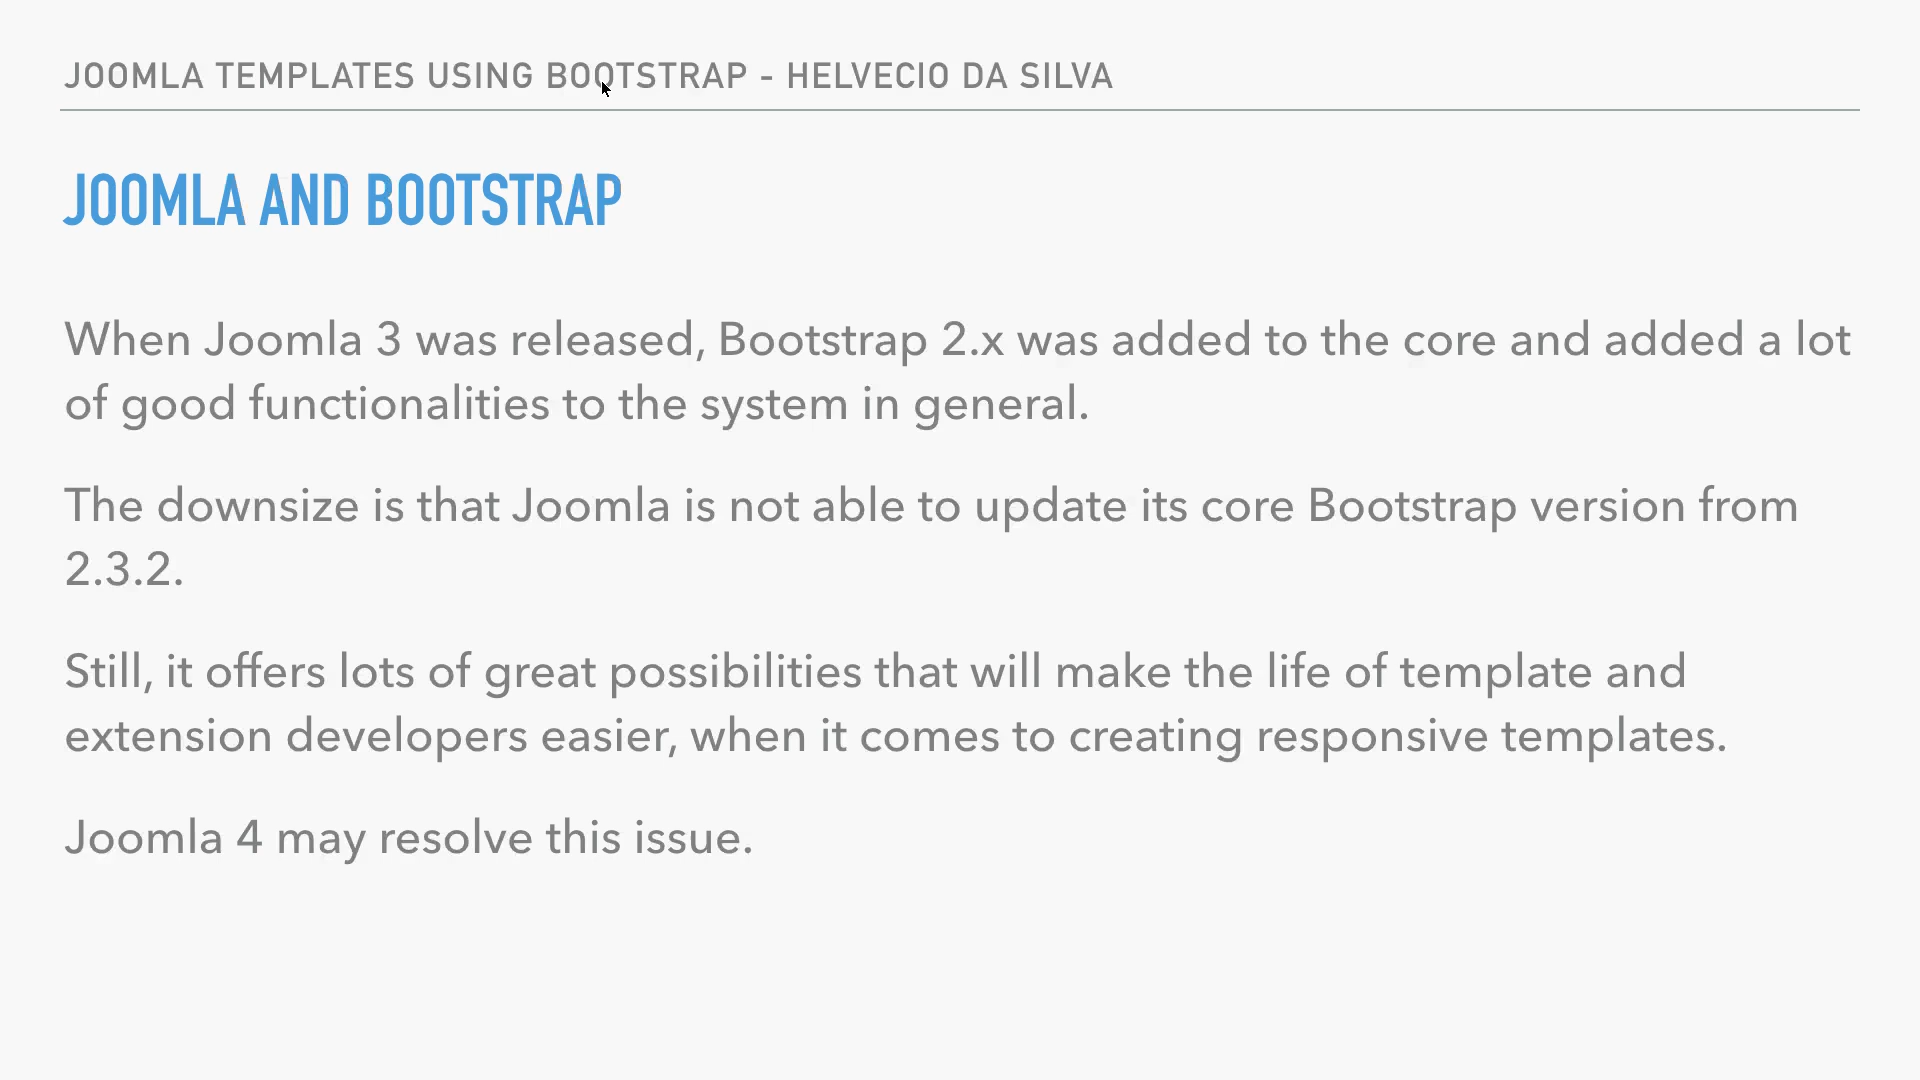 JOOMLA TEMPLATES USING BOOTSTRAP - HELVECIO DA SILVA
JOOMLA AND BOOTSTRAP
When Joomla 3 was released, Bootstrap 2.x was added to the core and added a lot
of good functionalities to the system in general.
The downsize is that Joomla is not able to update its core Bootstrap version from
2.3.2.
Still, it offers lots of great possibilities that will make the life of template and
extension developers easier, when it comes to creating responsive templates.
Joomla 4 may resolve this issue.